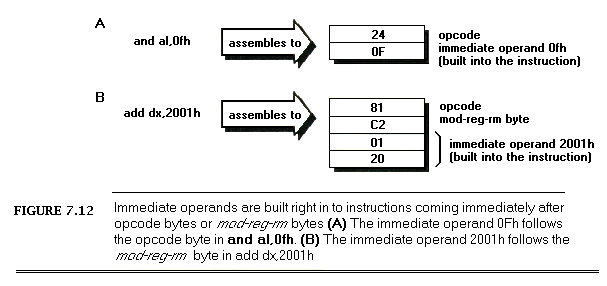 A
and al,0fh
assembles to
24
0F
opcode
immediate operand 0fh
(built into the instruction)
B
add dx,2001h
assembles to
81
C2
01
20
opcode
mod-reg-rm byte
immediate operand 2001h
(built into the instruction)
FIGURE 7.12
Immediate operands are built right in to instructions coming immediately after
opcode bytes or mod-reg-rm bytes (A) The immediate operand 0Fh follows
the opcode byte in and al,0fh. (B) The immediate operand 2001h follows the
mod-reg-rm byte in add dx,2001h